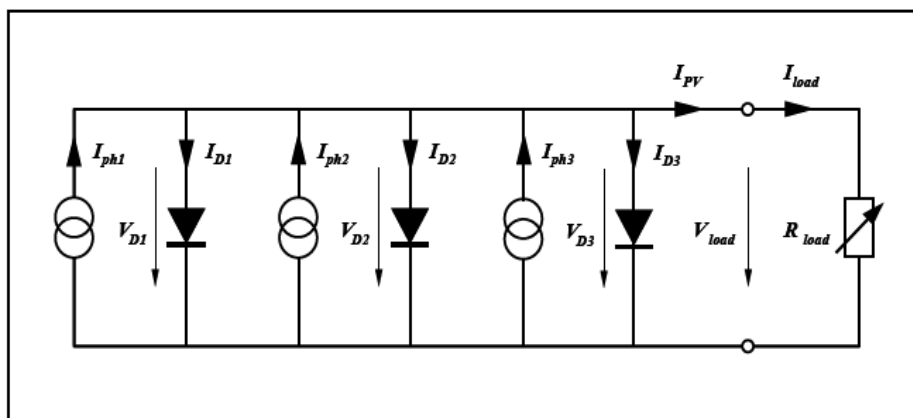 I_PV I_load
I_ph1 I_D1 I_ph2 I_D2 I_ph3 I_D3
V_D1 V_D2 V_D3 V_load R_load